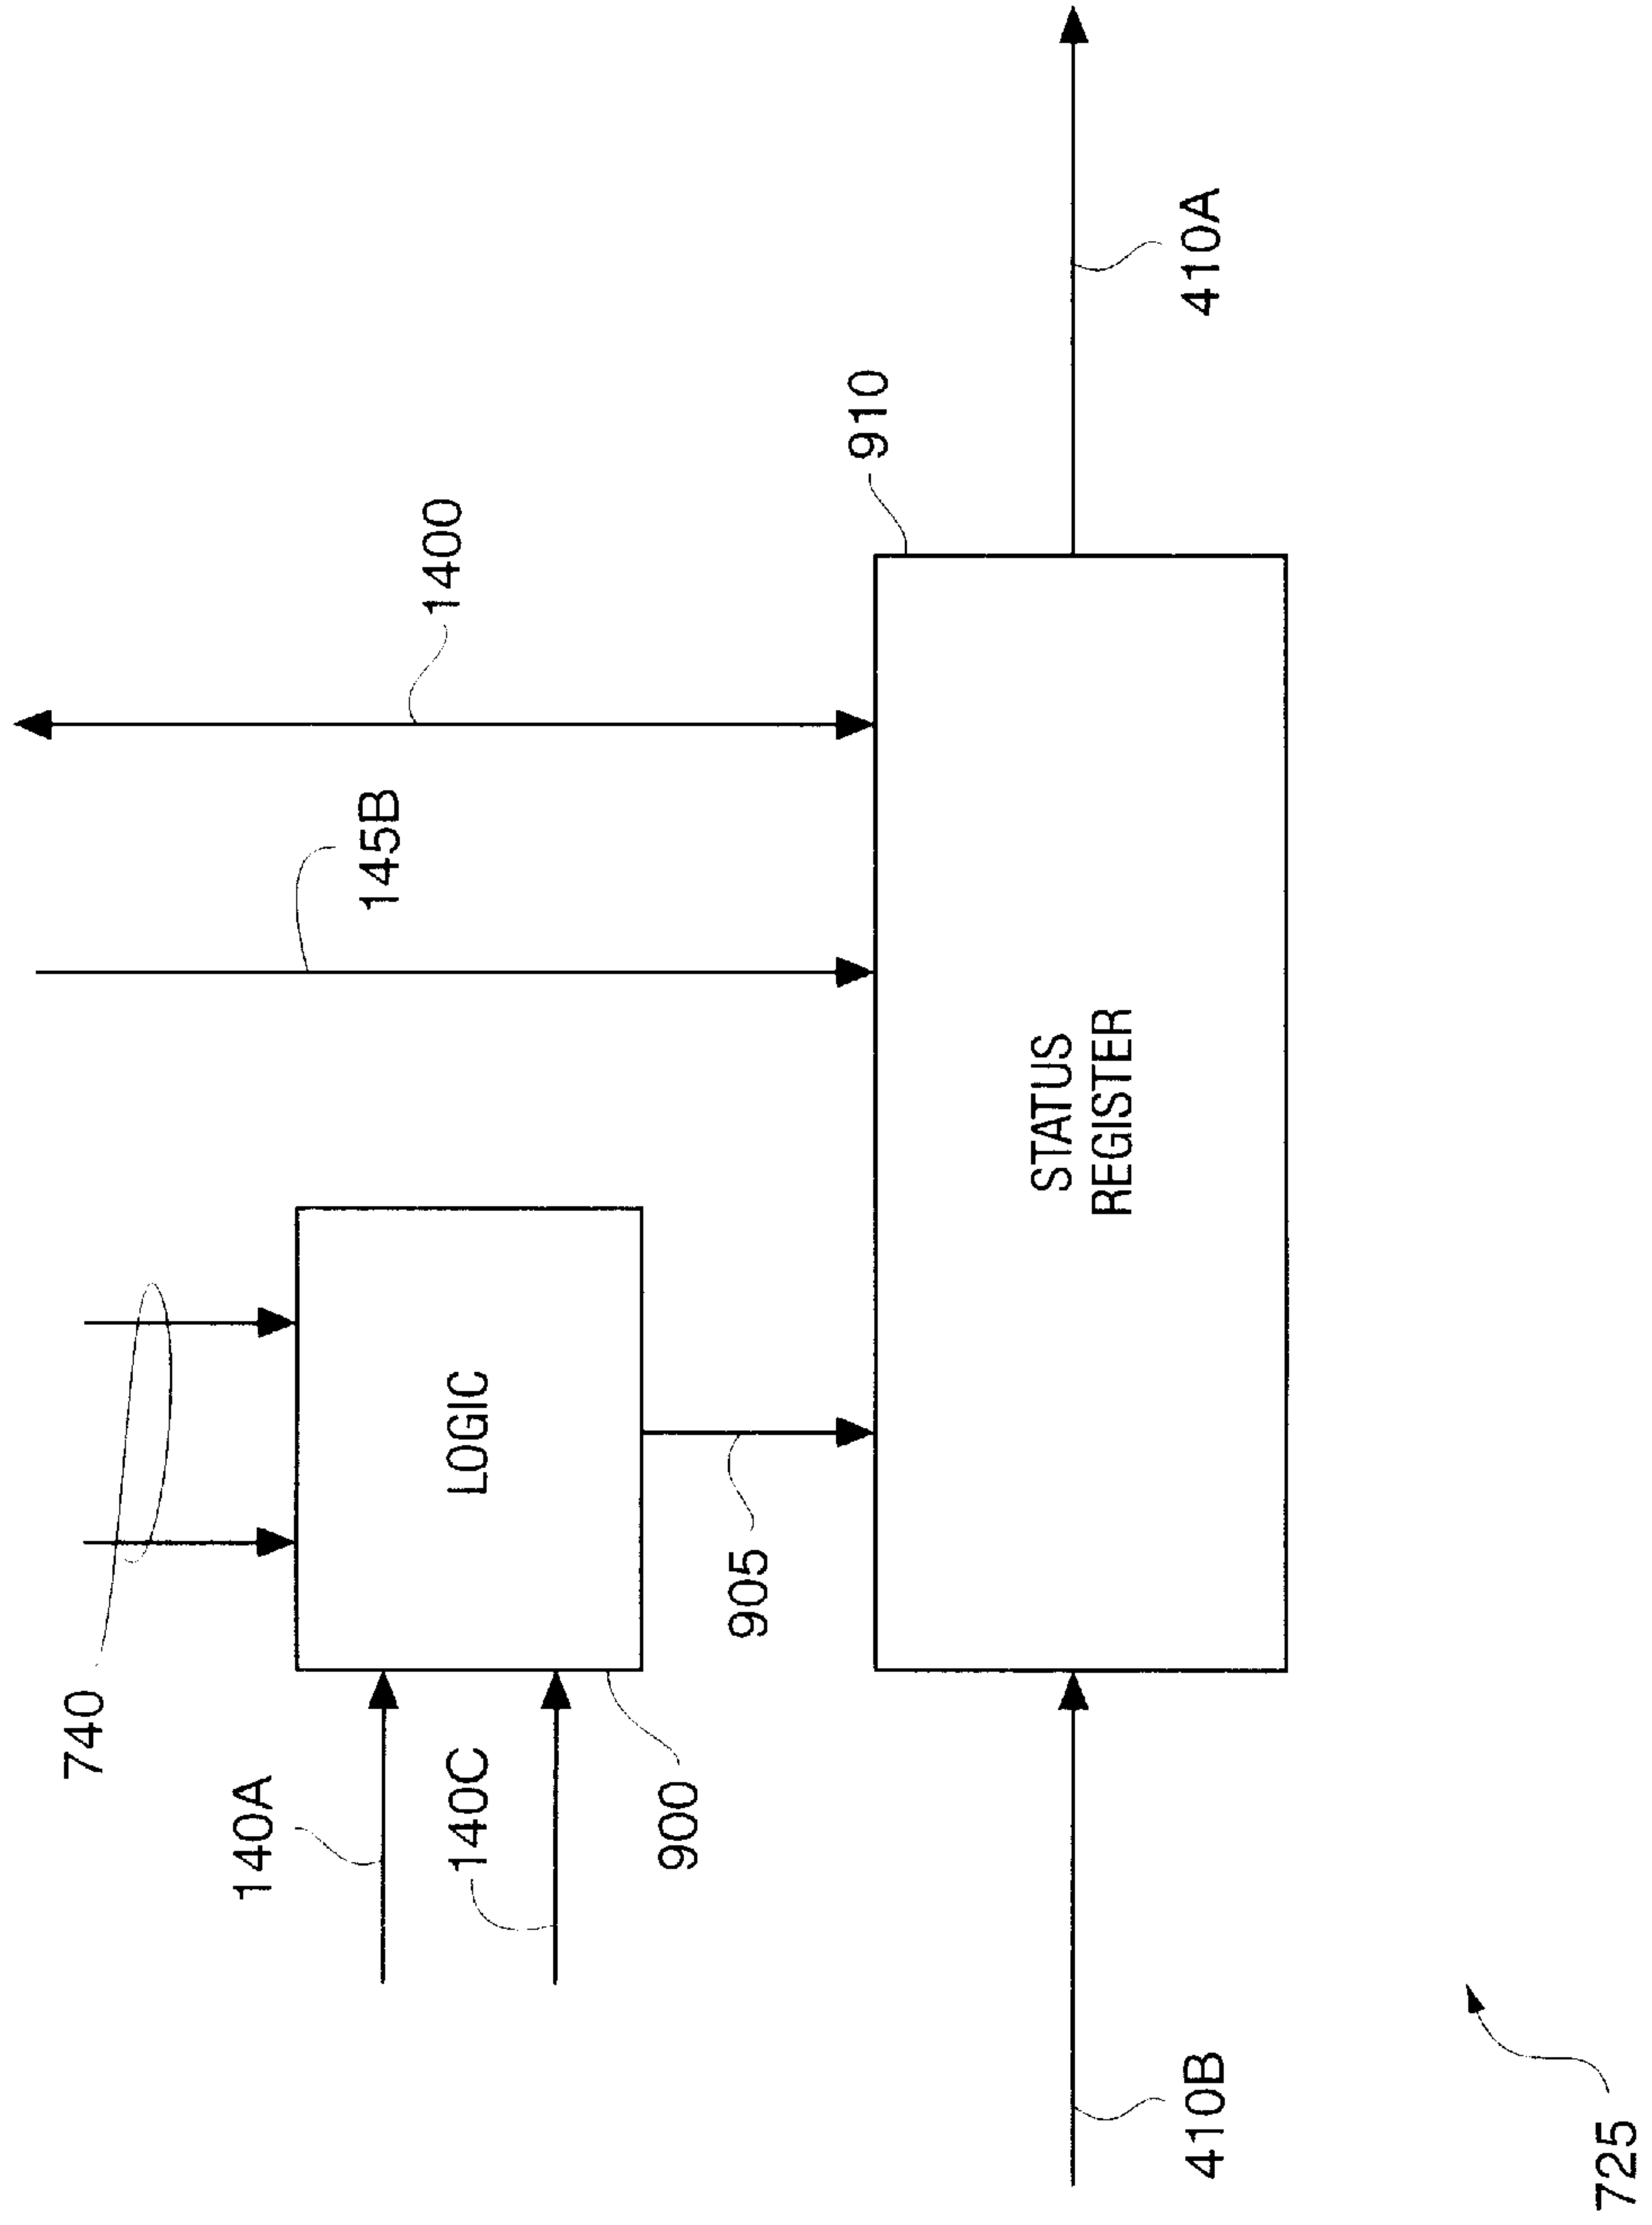 740
140A
145B
1400
140C
LOGIC
900
905
910
STATUS
REGISTER
410B
410A
725